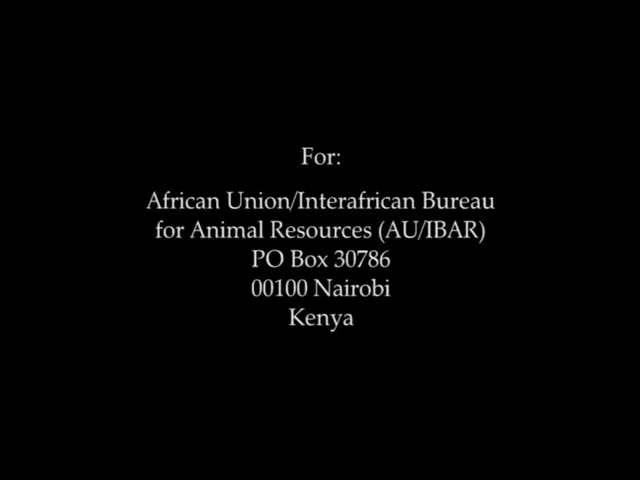 For:
African Union/Interafrican Bureau
for Animal Resources (AU/IBAR)
PO Box 30786
00100 Nairobi
Kenya